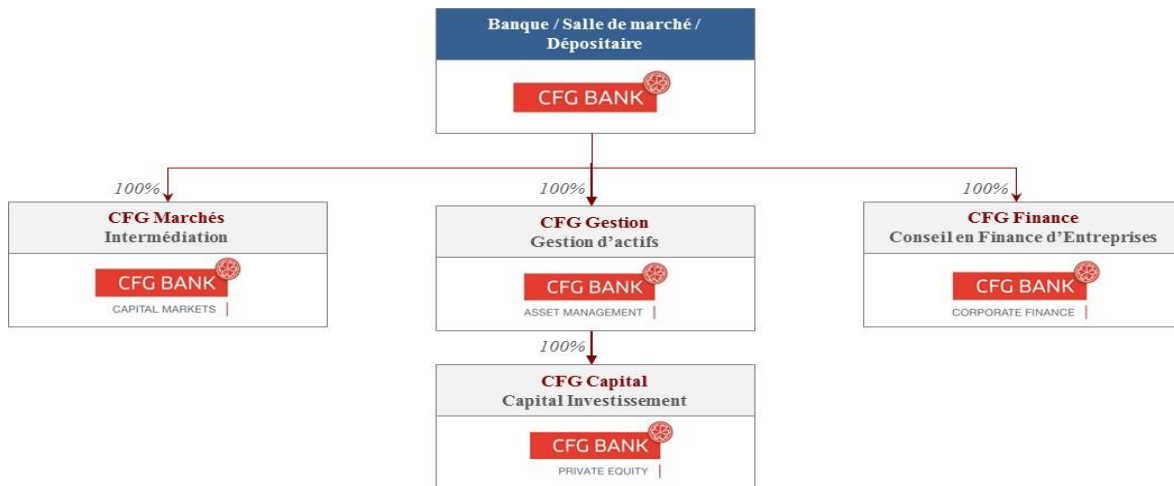 Banque / Salle de marché /
Dépositaire
CFG BANK
100%
100%
100%
CFG Marchés
Intermédiation
CFG BANK
CAPITAL MARKETS
CFG Gestion
Gestion d’actifs
CFG BANK
ASSET MANAGEMENT
CFG Finance
Conseil en Finance d’Entreprises
CFG BANK
CORPORATE FINANCE
100%
CFG Capital
Capital Investissement
CFG BANK
PRIVATE EQUITY